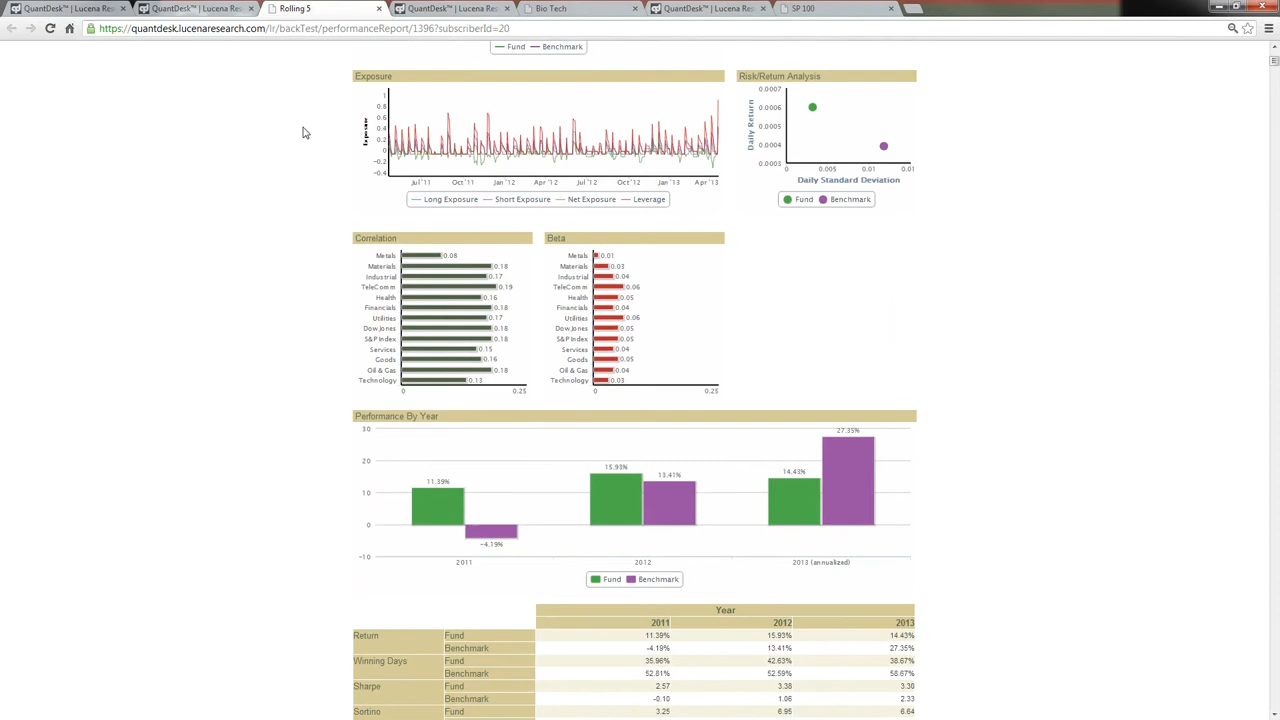 QuantDesk™ | Lucena Resear
QuantDesk™ | Lucena Resear
Rolling 5
QuantDesk™ | Lucena Resear
Bio Tech
QuantDesk™ | Lucena Resear
SP 100
https://quantdesk.lucenaresearch.com/lr/backTest/performanceReport/1396?subscriberId=20
Fund Benchmark
Exposure
Exposure
1
0.8
0.6
0.4
0.2
0
-0.2
-0.4
Jul '11 Oct '11 Jan '12 Apr '12 Jul '12 Oct '12 Jan '13 Apr '13
Long Exposure Short Exposure Net Exposure Leverage
Risk/Return Analysis
Daily Return
0.0007
0.0006
0.0005
0.0004
0.0003
0 0.005 0.01 0.01
Daily Standard Deviation
Fund Benchmark
Correlation
Metals 0.08
Materials 0.18
Industrial 0.17
TeleComm 0.19
Health 0.16
Financials 0.18
Utilities 0.17
Dow Jones 0.18
S&P Index 0.18
Services 0.15
Goods 0.16
Oil & Gas 0.18
Technology 0.13
0 0.25
Beta
Metals 0.01
Materials 0.03
Industrial 0.04
TeleComm 0.06
Health 0.05
Financials 0.04
Utilities 0.06
Dow Jones 0.05
S&P Index 0.05
Services 0.04
Goods 0.05
Oil & Gas 0.04
Technology 0.03
0 0.25
Performance By Year
30
20
10
0
-10
11.39%
-4.19%
15.93%
13.41%
14.43%
27.35%
2011 2012 2013 (annualized)
Fund Benchmark
Year
2011 2012 2013
Return Fund 11.39% 15.93% 14.43%
Benchmark -4.19% 13.41% 27.35%
Winning Days Fund 35.96% 42.63% 38.67%
Benchmark 52.81% 52.59% 58.67%
Sharpe Fund 2.57 3.38 3.30
Benchmark -0.10 1.06 2.33
Sortino Fund 3.25 6.95 6.64